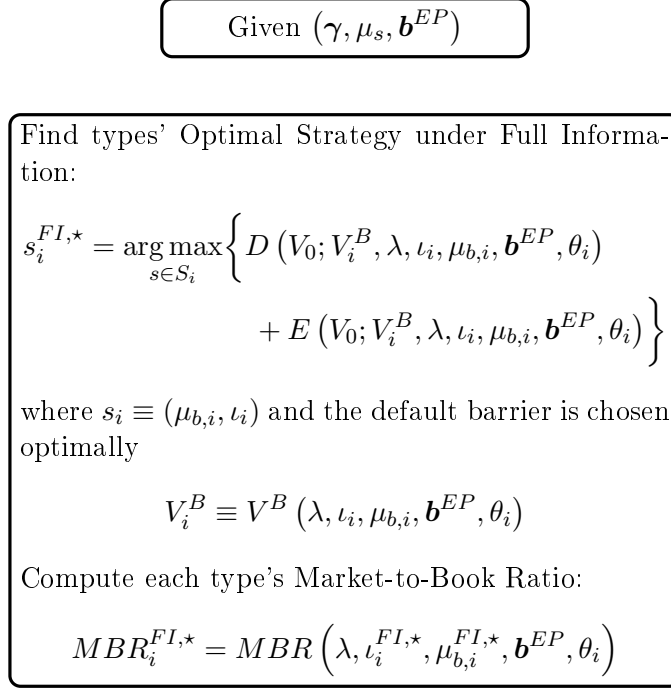 Given (γ, μ_s, b^{EP})
Find types' Optimal Strategy under Full Informa-
tion:
s_i^{FI,⋆} = arg max_{s∈S_i} { D (V_0; V_i^B, λ, ι_i, μ_{b,i}, b^{EP}, θ_i)
+ E (V_0; V_i^B, λ, ι_i, μ_{b,i}, b^{EP}, θ_i) }
where s_i ≡ (μ_{b,i}, ι_i) and the default barrier is chosen
optimally
V_i^B ≡ V^B (λ, ι_i, μ_{b,i}, b^{EP}, θ_i)
Compute each type's Market-to-Book Ratio:
MBR_i^{FI,⋆} = MBR (λ, ι_i^{FI,⋆}, μ_{b,i}^{FI,⋆}, b^{EP}, θ_i)